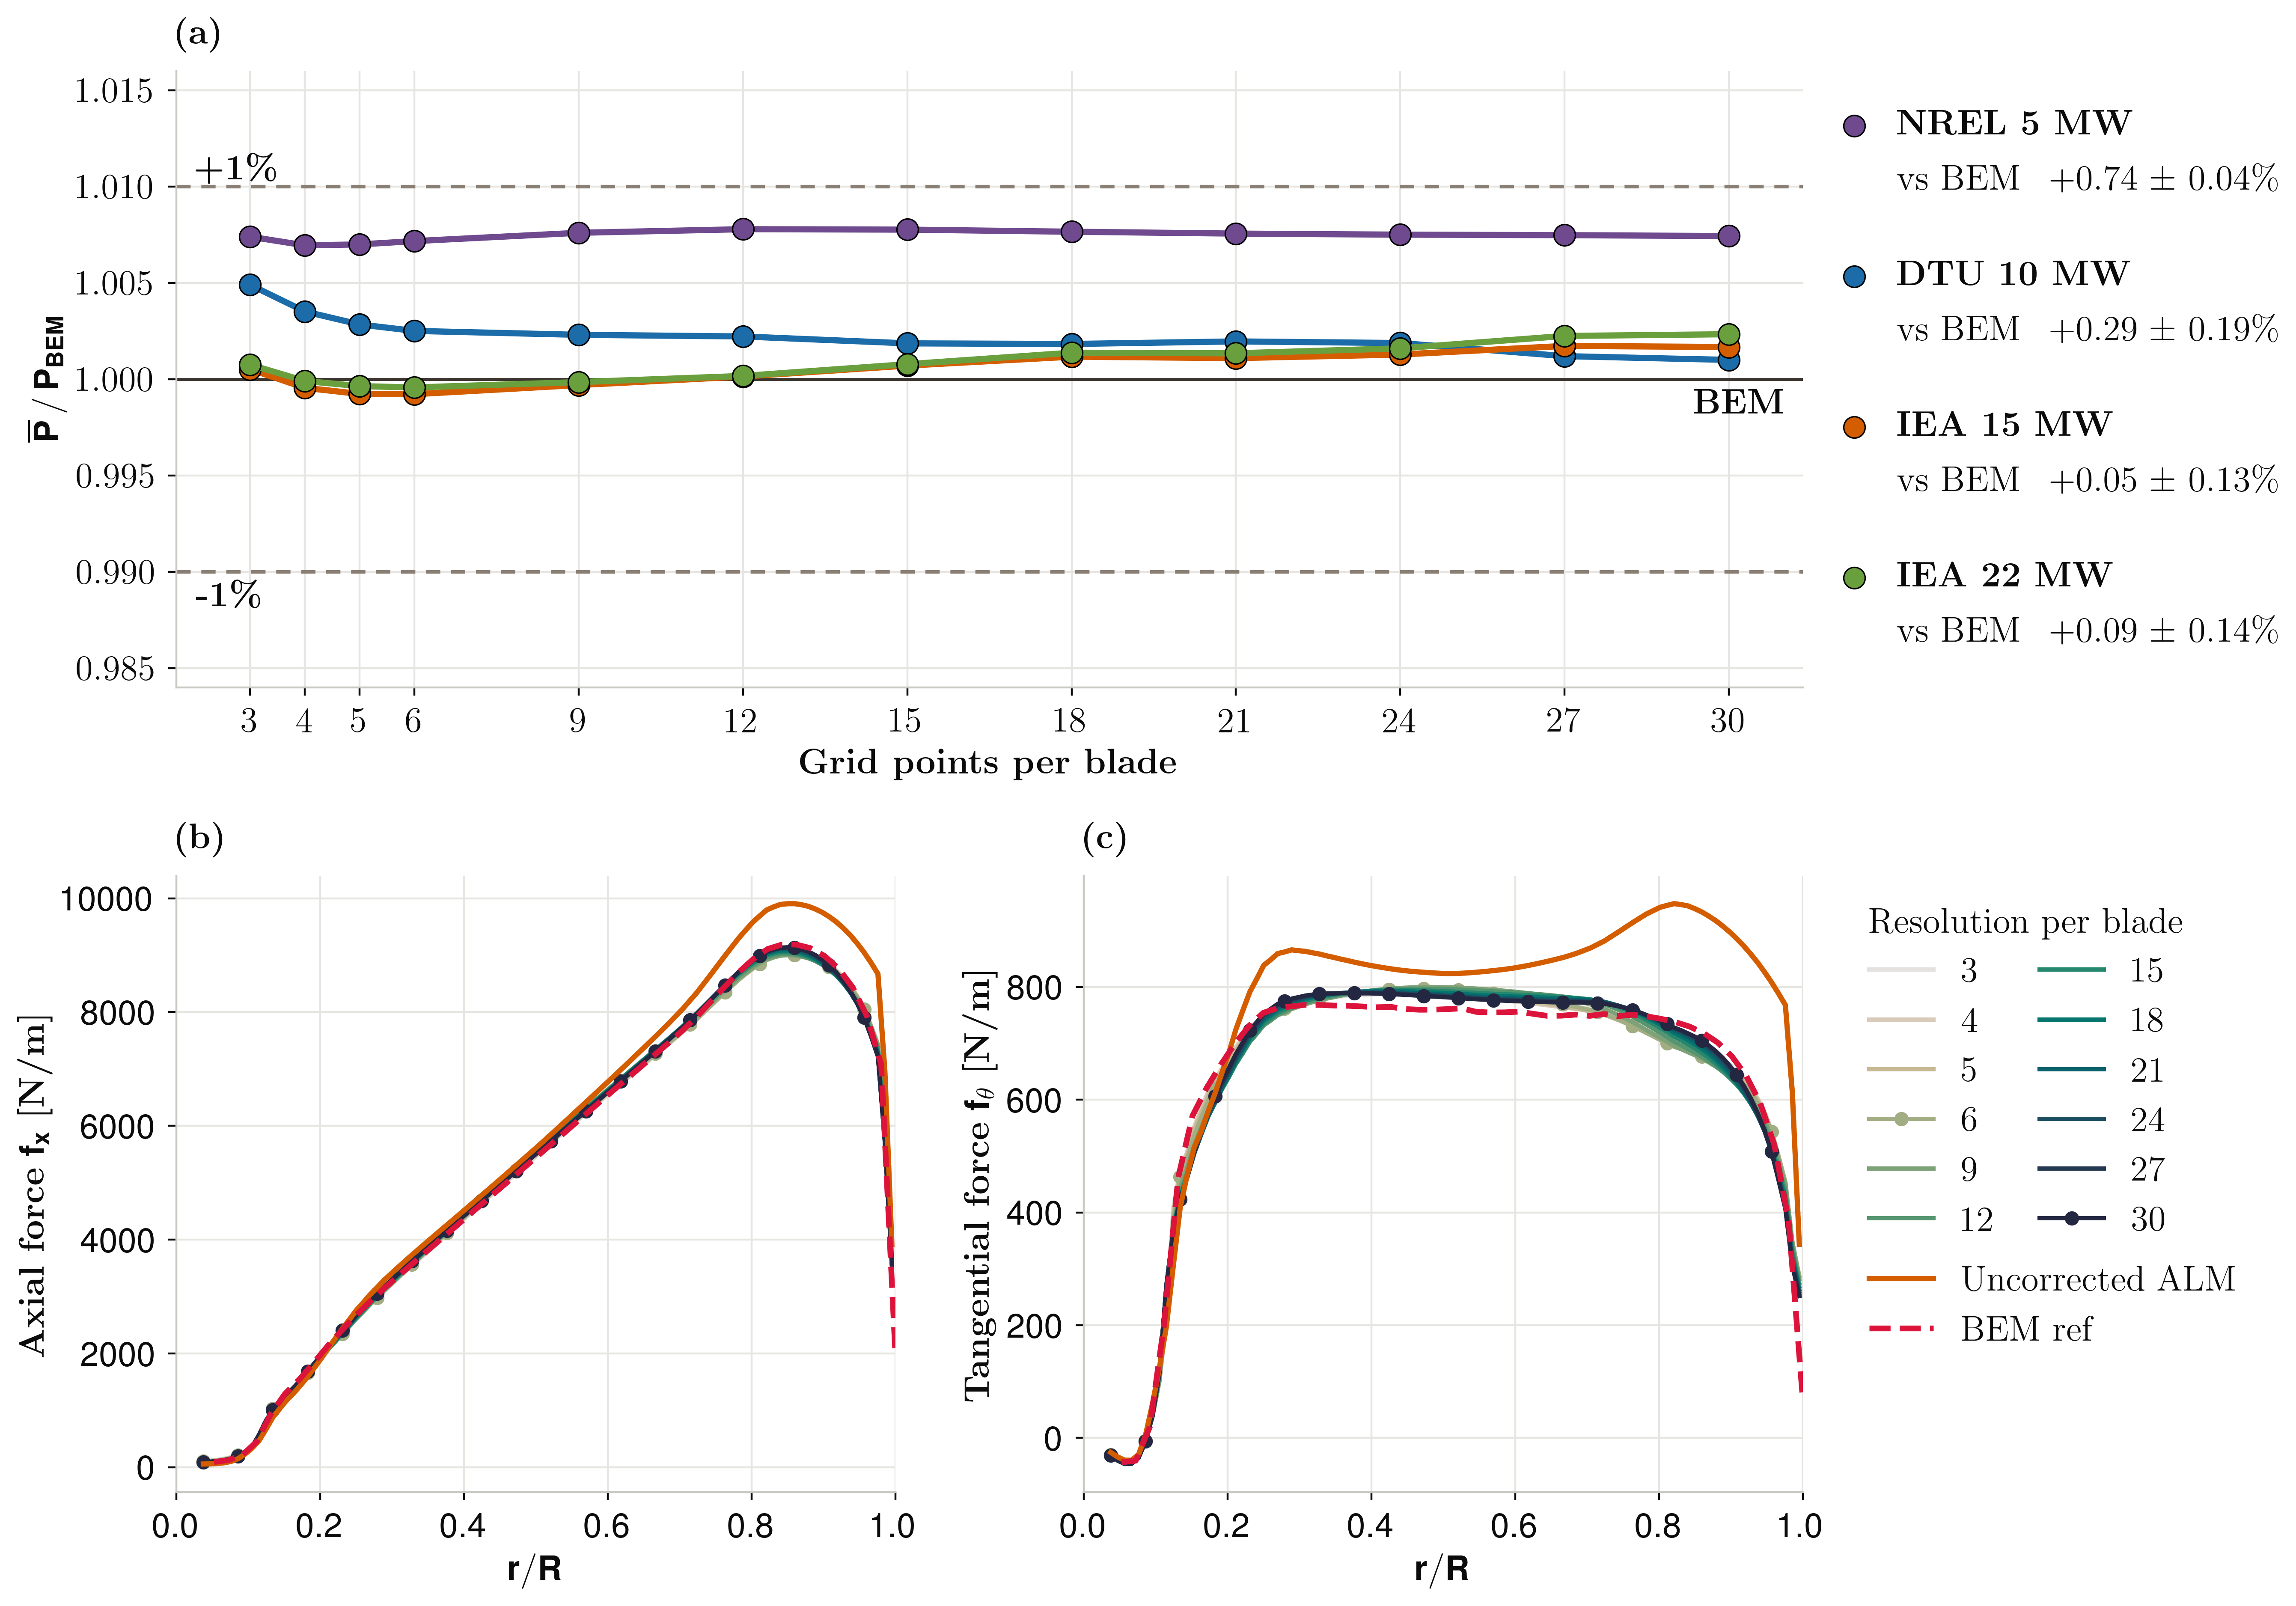 (a)
1.015
1.010
1.005
1.000
0.995
0.990
0.985
P / P_BEM
+1%
-1%
BEM
3 4 5 6 9 12 15 18 21 24 27 30
Grid points per blade
NREL 5 MW
vs BEM +0.74 ± 0.04%
DTU 10 MW
vs BEM +0.29 ± 0.19%
IEA 15 MW
vs BEM +0.05 ± 0.13%
IEA 22 MW
vs BEM +0.09 ± 0.14%
(b)
10000
8000
6000
4000
2000
0
Axial force f_x [N/m]
0.0 0.2 0.4 0.6 0.8 1.0
r/R
(c)
800
600
400
200
0
Tangential force f_θ [N/m]
0.0 0.2 0.4 0.6 0.8 1.0
r/R
Resolution per blade
3 15
4 18
5 21
6 24
9 27
12 30
Uncorrected ALM
BEM ref